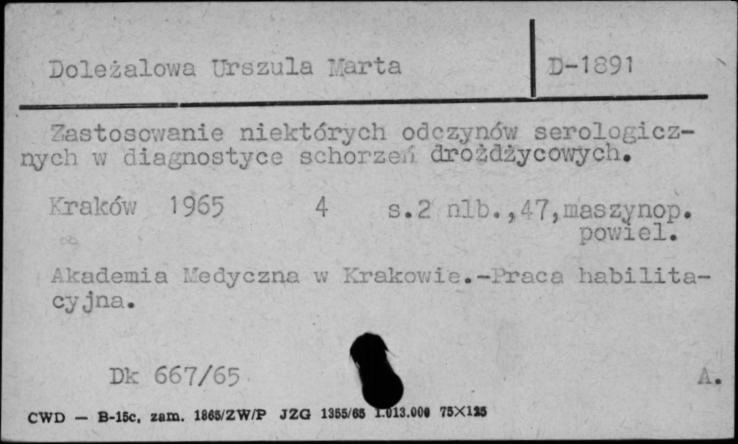 Doleżalowa Urszula Marta D-1891
Zastosowanie niektórych odczynów serologicz-
nych w diagnostyce schorzeń drożdżycowych.
Kraków 1965 4 s.2 nlb.,47,maszynop.
powiel.
Akademia Medyczna w Krakowie.-Praca habilita-
cyjna.
Dk 667/65 A.
CWD — B-15c, zam. 1865/ZW/P JZG 1355/65 1.013.000 75×125